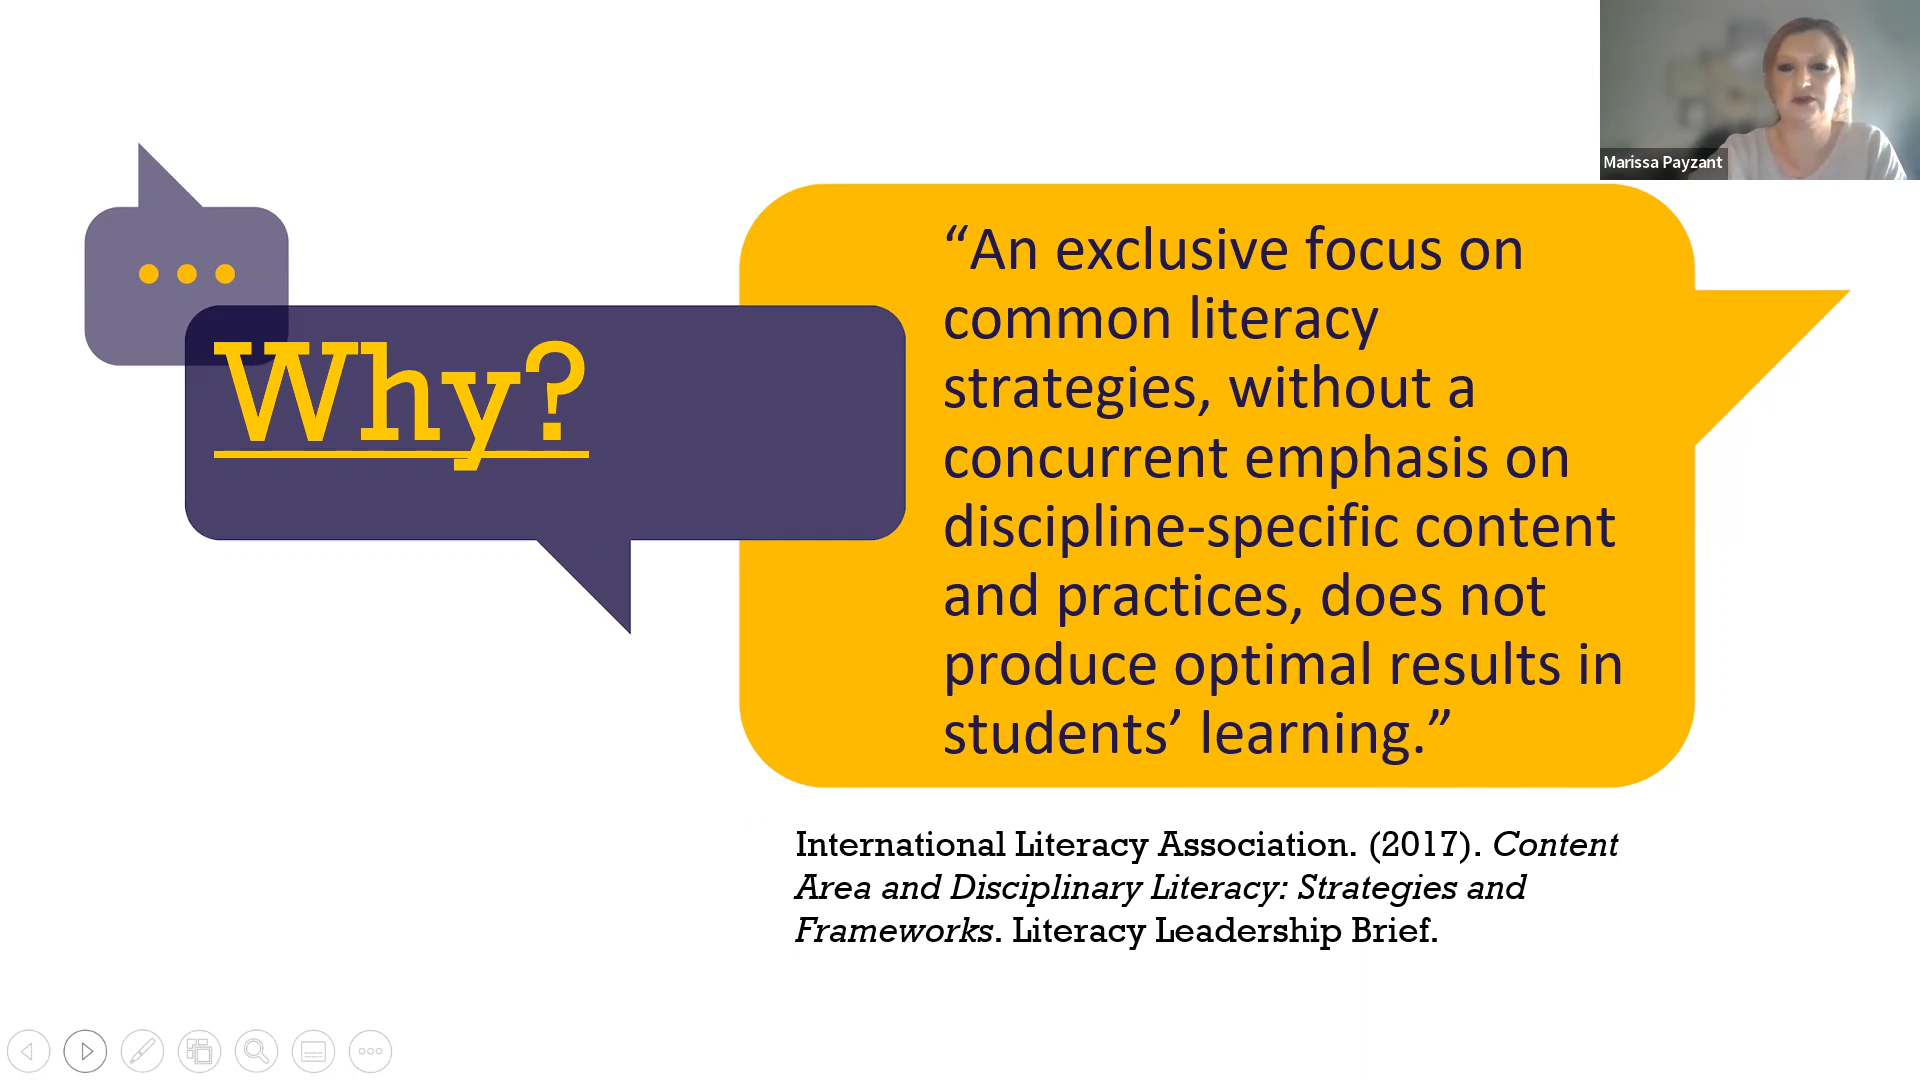 Marissa Payzant
Why?
“An exclusive focus on
common literacy
strategies, without a
concurrent emphasis on
discipline-specific content
and practices, does not
produce optimal results in
students’ learning.”
International Literacy Association. (2017). Content
Area and Disciplinary Literacy: Strategies and
Frameworks. Literacy Leadership Brief.